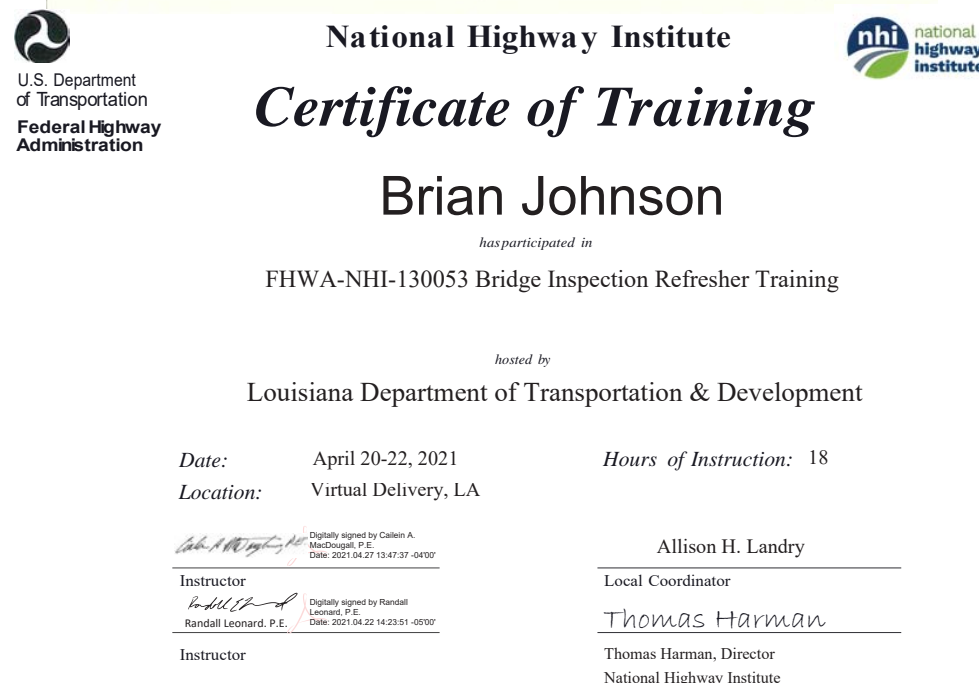 National Highway Institute
nhi national
highway
institute
U.S. Department
of Transportation
Federal Highway
Administration
Certificate of Training
Brian Johnson
has participated in
FHWA-NHI-130053 Bridge Inspection Refresher Training
hosted by
Louisiana Department of Transportation & Development
Date: April 20-22, 2021
Hours of Instruction: 18
Location: Virtual Delivery, LA
Digitally signed by Cailein A.
MacDougall, P.E.
Date: 2021.04.27 13:47:37 -04'00'
Instructor
Allison H. Landry
Local Coordinator
Randall Leonard. P.E.
Digitally signed by Randall
Leonard, P.E.
Date: 2021.04.22 14:23:51 -05'00'
Instructor
Thomas Harman
Thomas Harman, Director
National Highway Institute